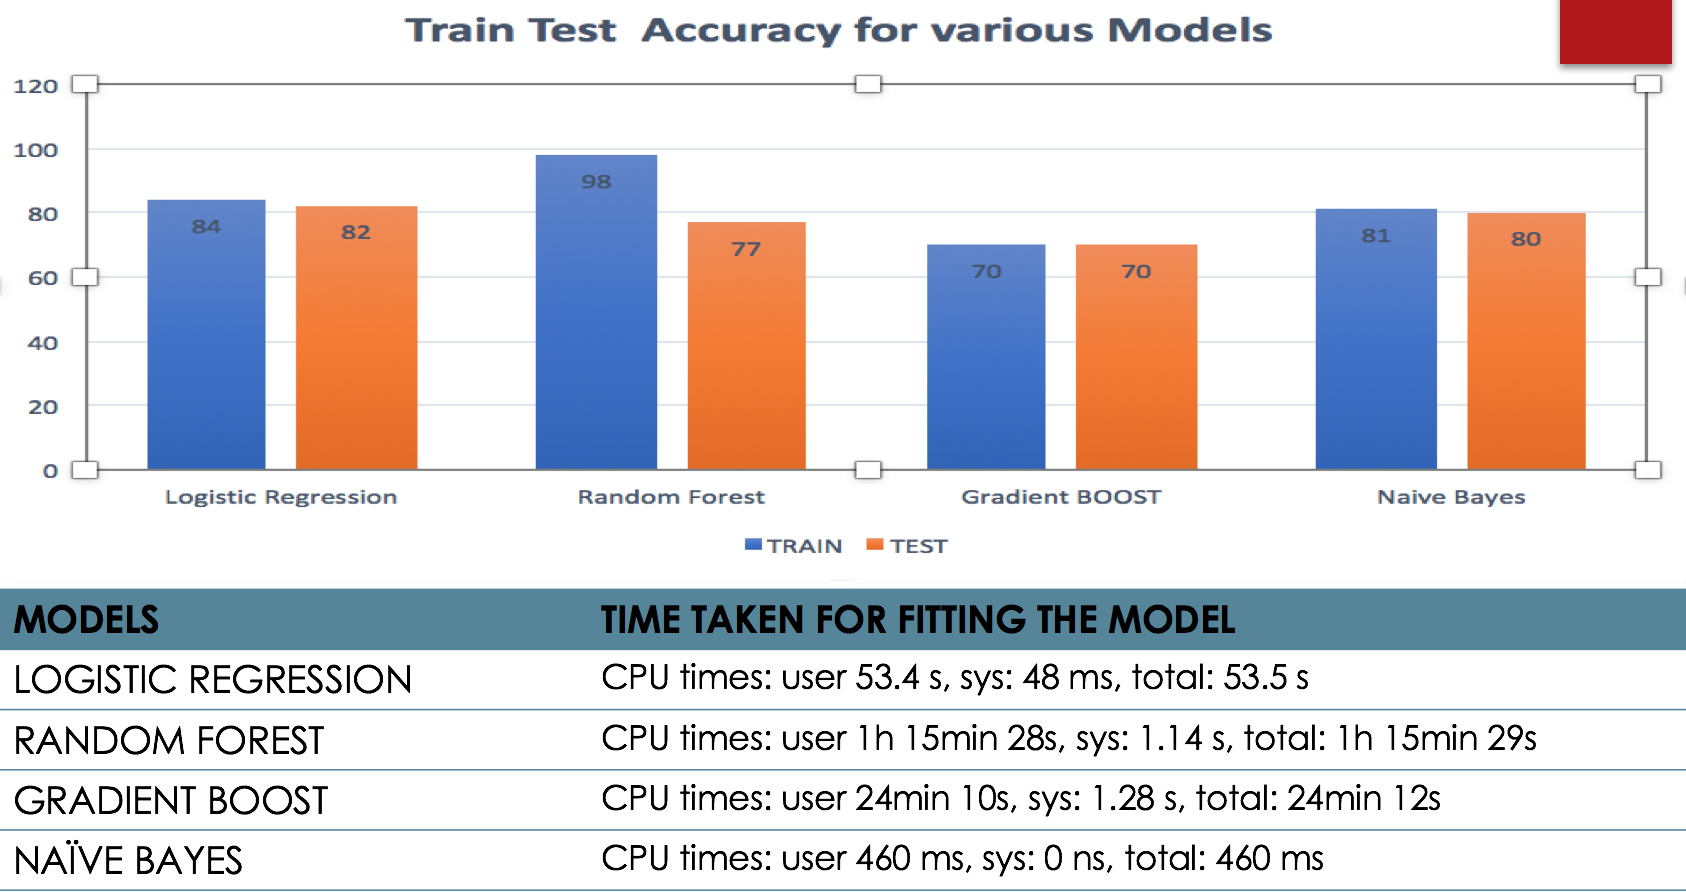 Train Test  Accuracy for various Models
120
100
80
60
40
20
0
84
82
98
77
70
70
81
80
Logistic Regression
Random Forest
Gradient BOOST
Naive Bayes
TRAIN TEST
MODELS TIME TAKEN FOR FITTING THE MODEL
LOGISTIC REGRESSION CPU times: user 53.4 s, sys: 48 ms, total: 53.5 s
RANDOM FOREST CPU times: user 1h 15min 28s, sys: 1.14 s, total: 1h 15min 29s
GRADIENT BOOST CPU times: user 24min 10s, sys: 1.28 s, total: 24min 12s
NAÏVE BAYES CPU times: user 460 ms, sys: 0 ns, total: 460 ms